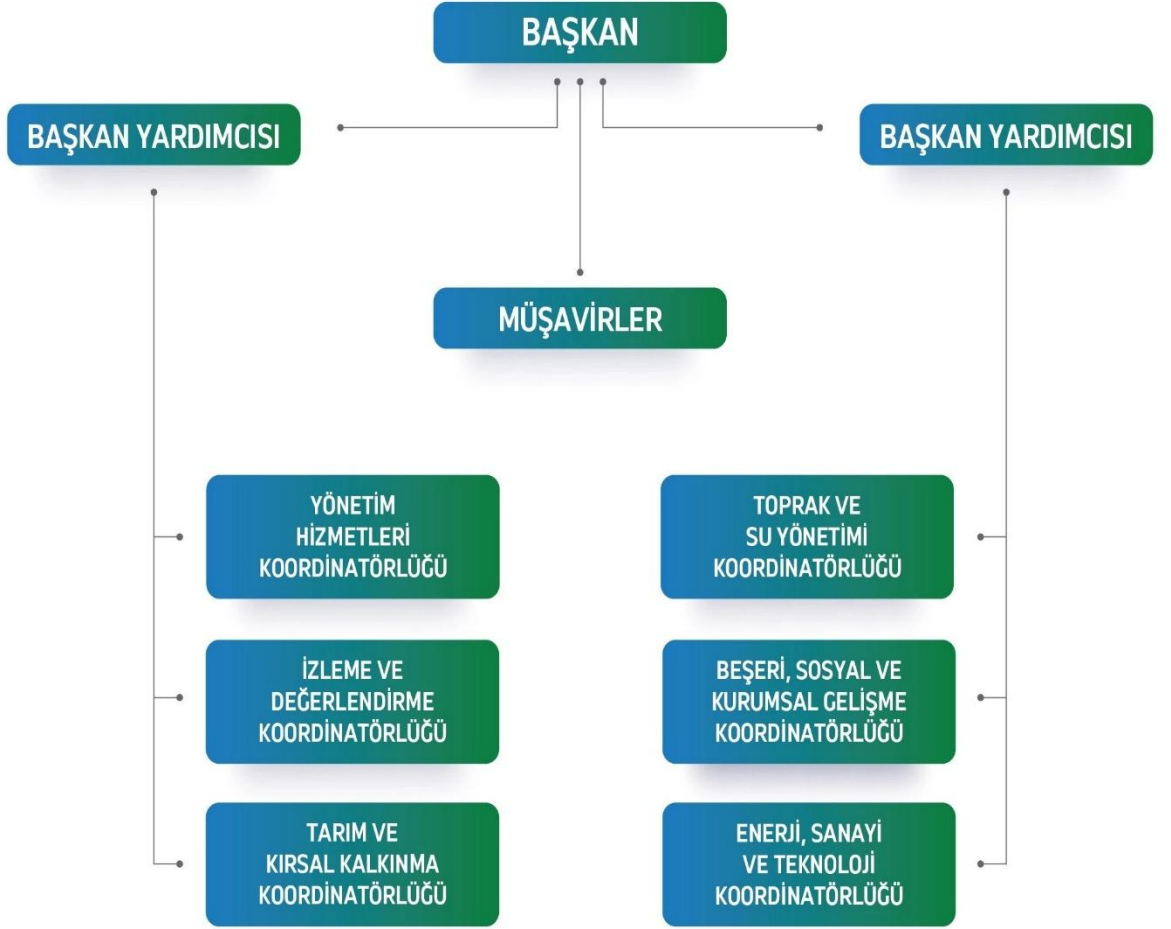 BAŞKAN
BAŞKAN YARDIMCISI
BAŞKAN YARDIMCISI
MÜŞAVİRLER
YÖNETİM
HİZMETLERİ
KOORDİNATÖRLÜĞÜ
TOPRAK VE
SU YÖNETİMİ
KOORDİNATÖRLÜĞÜ
İZLEME VE
DEĞERLENDİRME
KOORDİNATÖRLÜĞÜ
BEŞERİ, SOSYAL VE
KURUMSAL GELİŞME
KOORDİNATÖRLÜĞÜ
TARIM VE
KIRSAL KALKINMA
KOORDİNATÖRLÜĞÜ
ENERJİ, SANAYİ
VE TEKNOLOJİ
KOORDİNATÖRLÜĞÜ